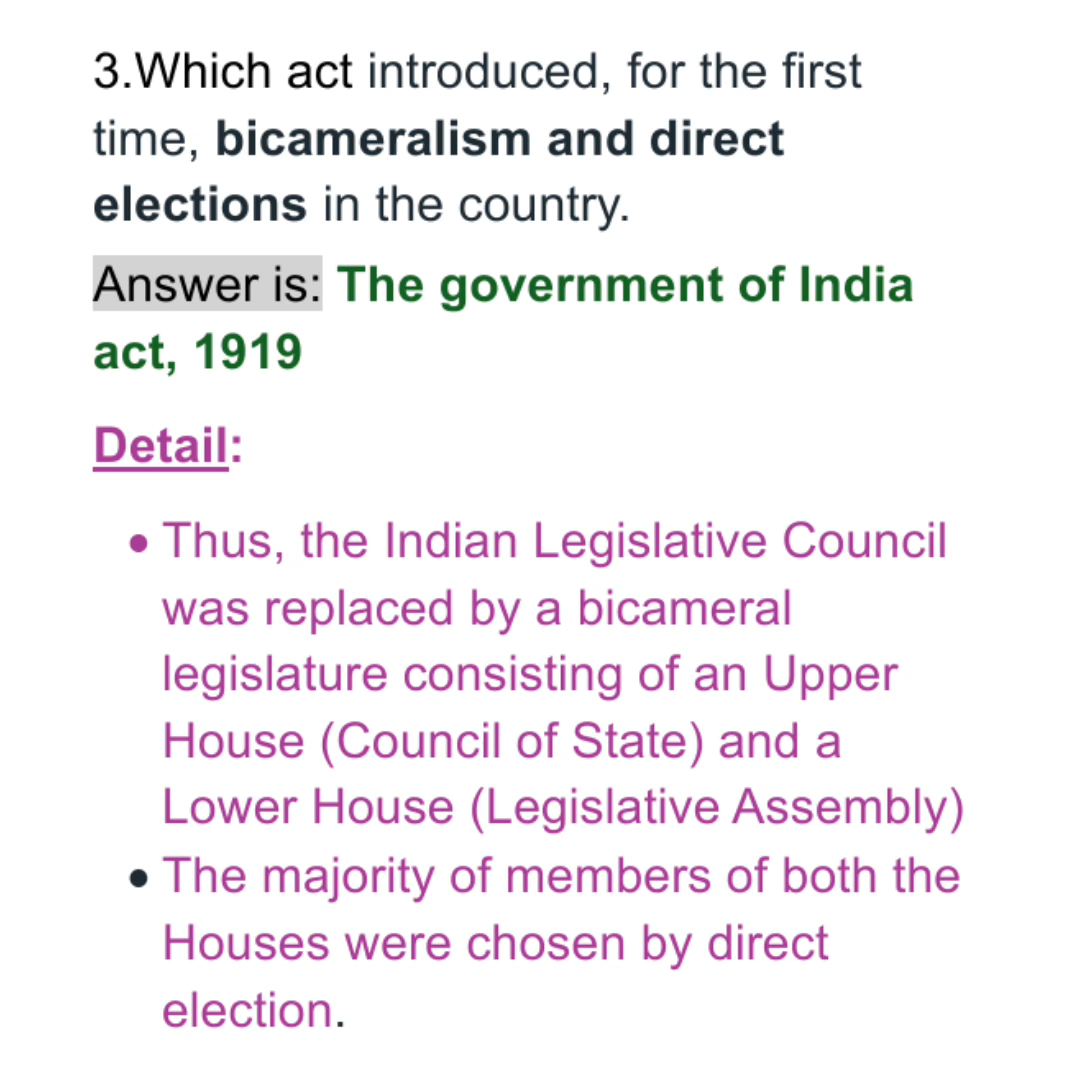 3.Which act introduced, for the first
time, bicameralism and direct
elections in the country.
Answer is: The government of India
act, 1919
Detail:
• Thus, the Indian Legislative Council
was replaced by a bicameral
legislature consisting of an Upper
House (Council of State) and a
Lower House (Legislative Assembly)
• The majority of members of both the
Houses were chosen by direct
election.